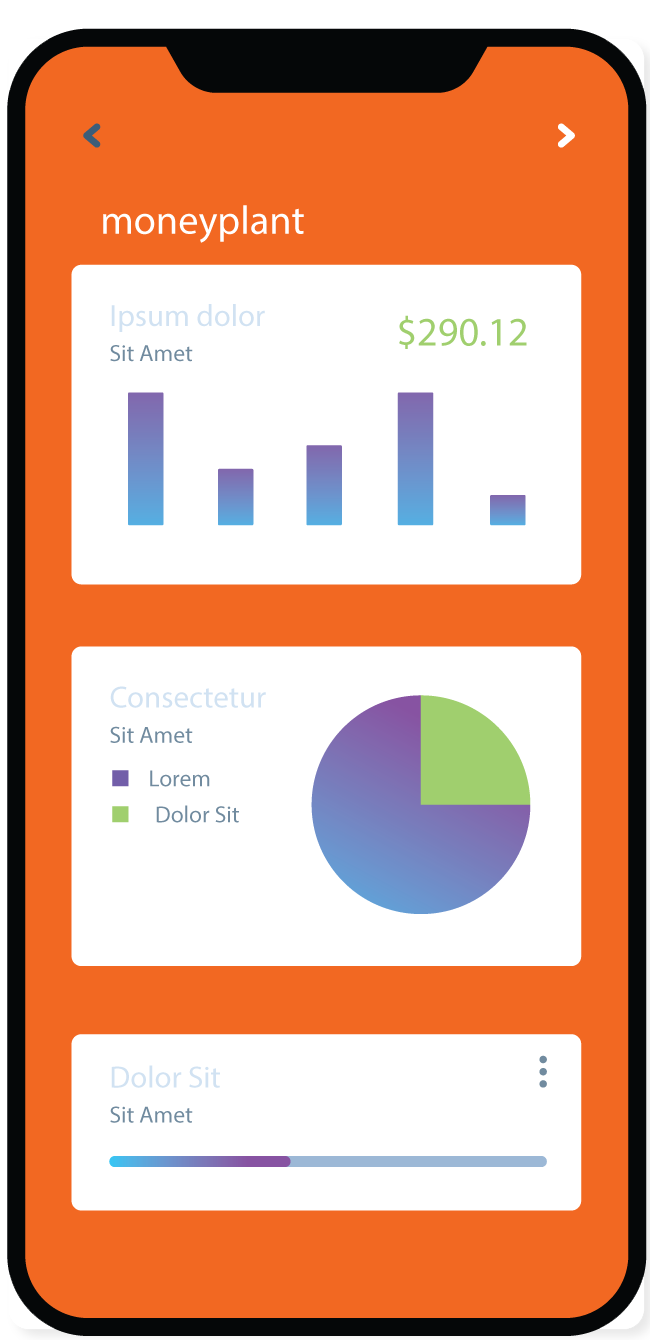 moneyplant
Ipsum dolor
$290.12
Sit Amet
Consectetur
Sit Amet
Lorem
Dolor Sit
Dolor Sit
Sit Amet